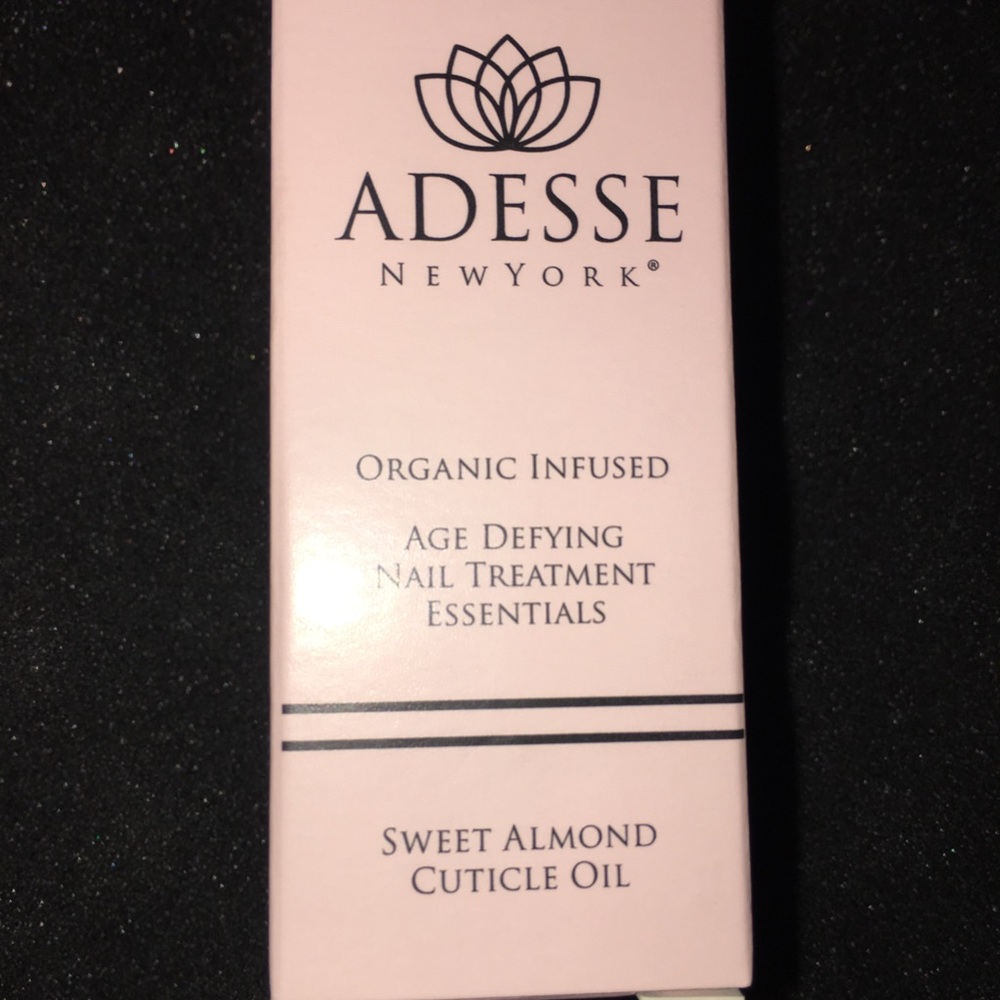 ADESSE
NEWYORK®
ORGANIC INFUSED
AGE DEFYING
NAIL TREATMENT
ESSENTIALS
SWEET ALMOND
CUTICLE OIL